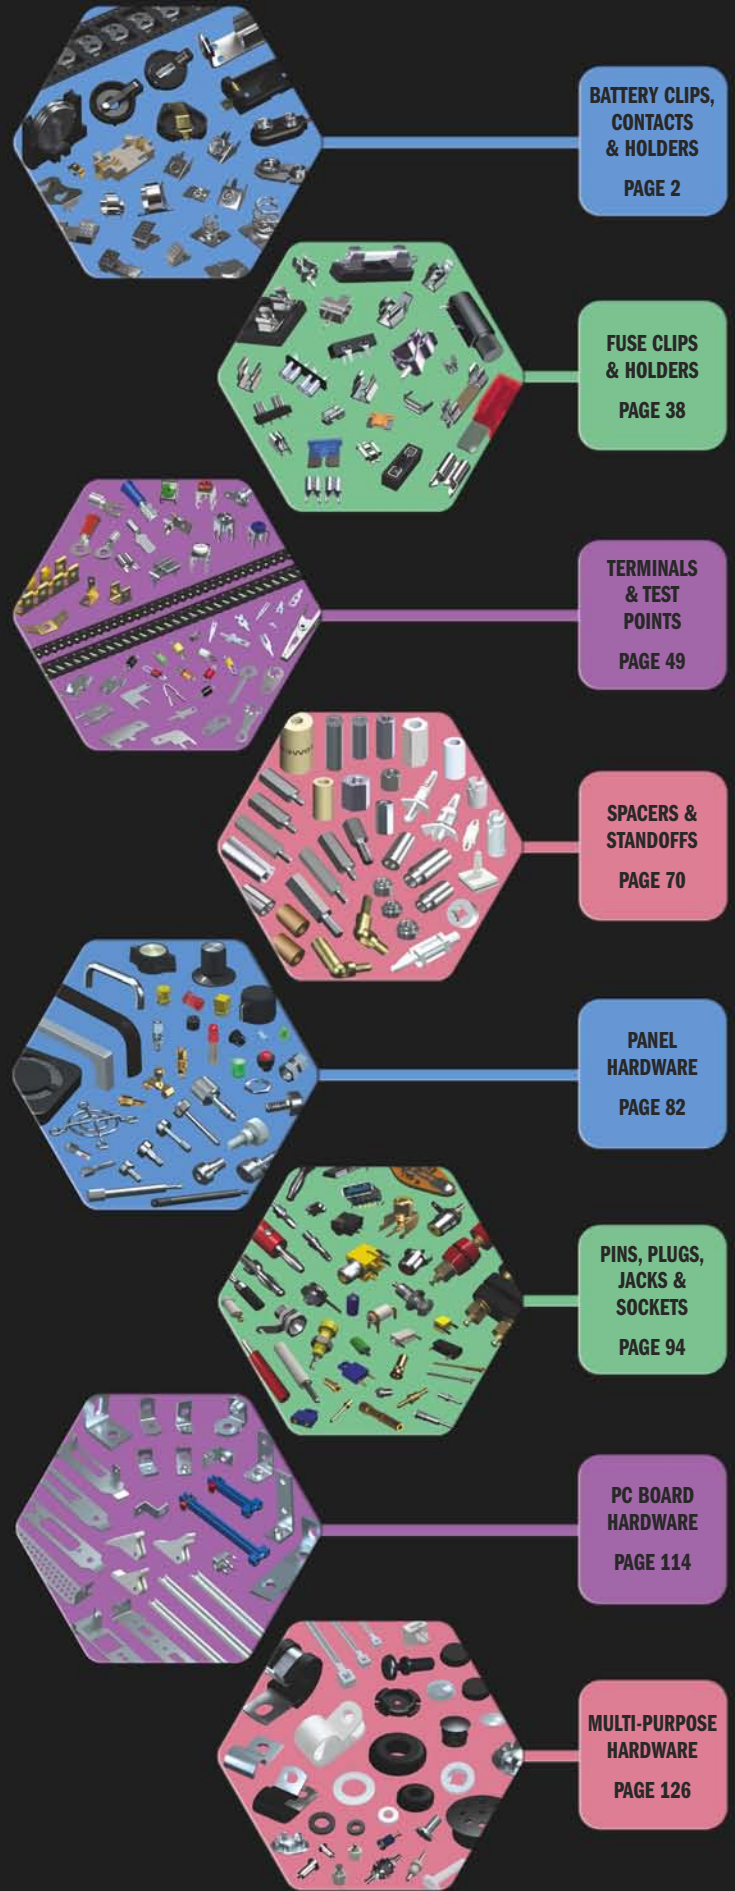 BATTERY CLIPS,
CONTACTS
& HOLDERS
PAGE 2
FUSE CLIPS
& HOLDERS
PAGE 38
TERMINALS
& TEST
POINTS
PAGE 49
SPACERS &
STANDOFFS
PAGE 70
PANEL
HARDWARE
PAGE 82
PINS, PLUGS,
JACKS &
SOCKETS
PAGE 94
PC BOARD
HARDWARE
PAGE 114
MULTI-PURPOSE
HARDWARE
PAGE 126